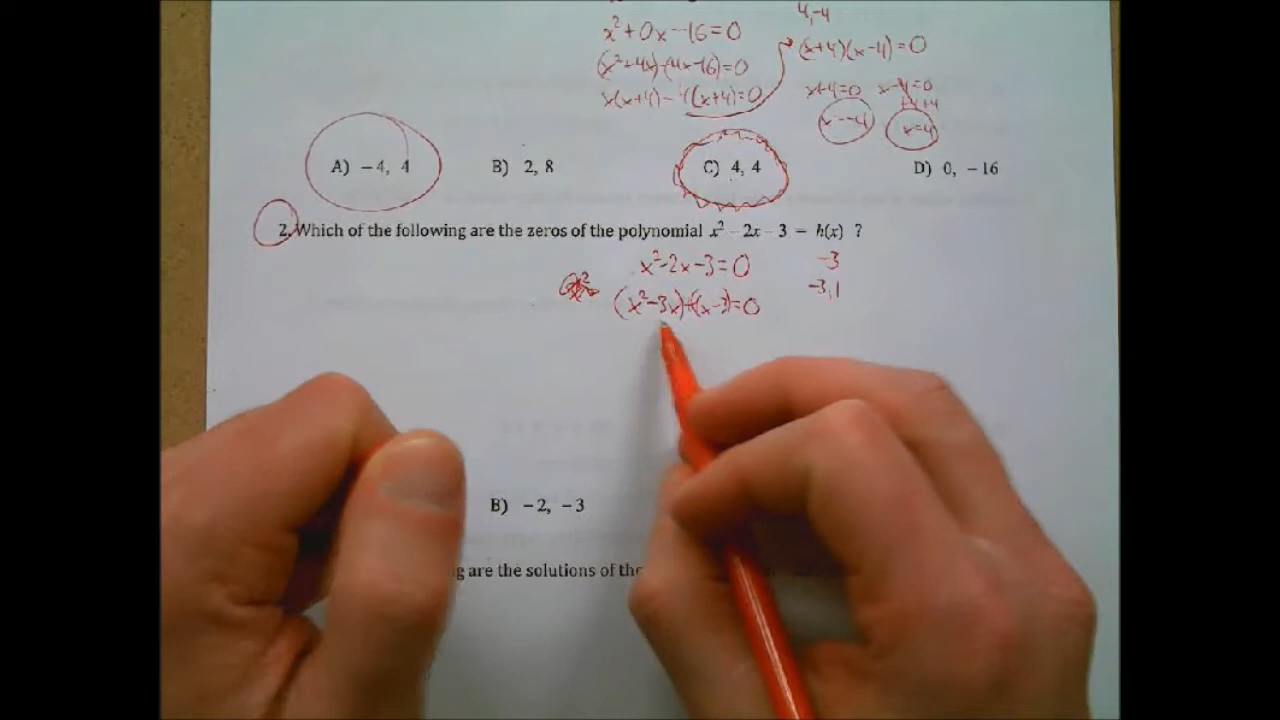 4,-4
x²+0x-16=0
(x+4)(x-4)=0
(x²+4x)-(4x-16)=0
x(x+4)-4(x+4)=0
x+4=0 x-4=0
+4+4
x=-4 x=4
A) −4, 4 B) 2, 8 C) 4, 4 D) 0, −16
2. Which of the following are the zeros of the polynomial x² − 2x − 3 = h(x) ?
x²-2x-3=0 -3
(x²-3x)+(x-3)=0 -3,1
B) −2, −3
are the solutions of the